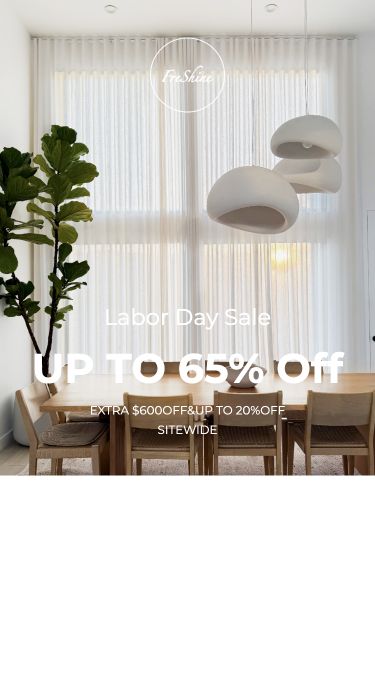 FreShine
Labor Day Sale
UP TO 65% Off
EXTRA $600OFF&UP TO 20%OFF
SITEWIDE